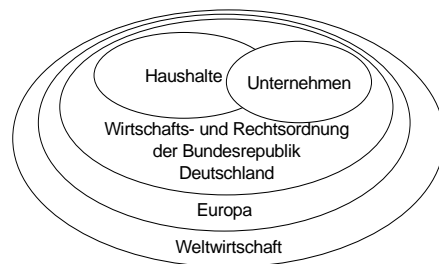 Haushalte
Unternehmen
Wirtschafts- und Rechtsordnung
der Bundesrepublik
Deutschland
Europa
Weltwirtschaft